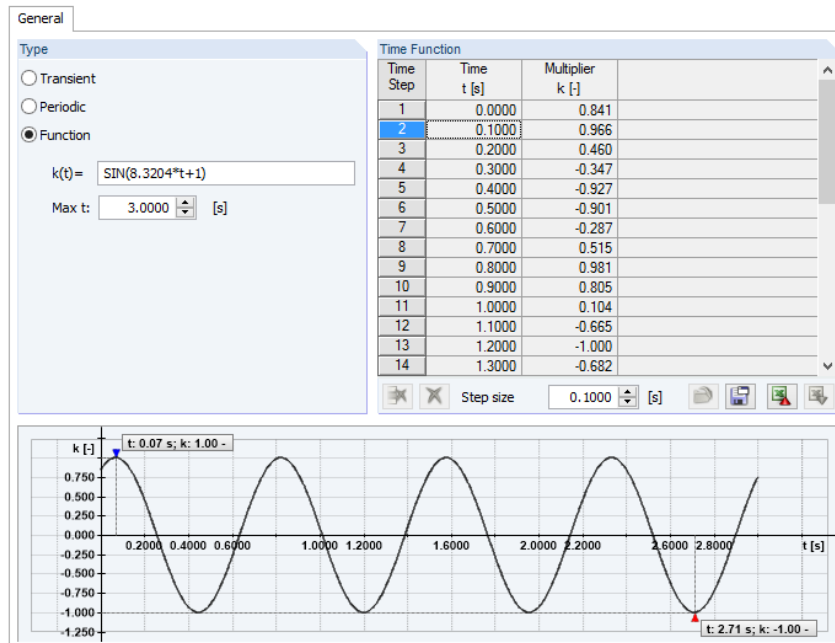 General
Type
Transient
Periodic
Function
k(t)= SIN(8.3204*t+1)
Max t: 3.0000 [s]
Time Function
Time Step Time t [s] Multiplier k [-]
1 0.0000 0.841
2 0.1000 0.966
3 0.2000 0.460
4 0.3000 -0.347
5 0.4000 -0.927
6 0.5000 -0.901
7 0.6000 -0.287
8 0.7000 0.515
9 0.8000 0.981
10 0.9000 0.805
11 1.0000 0.104
12 1.1000 -0.665
13 1.2000 -1.000
14 1.3000 -0.682
Step size 0.1000 [s]
k [-]
t: 0.07 s; k: 1.00 -
0.750
0.500
0.250
0.000
0.2000 0.4000 0.6000 1.0000 1.2000 1.6000 2.0000 2.2000 2.6000 2.8000 t [s]
-0.250
-0.500
-0.750
-1.000
-1.250
t: 2.71 s; k: -1.00 -